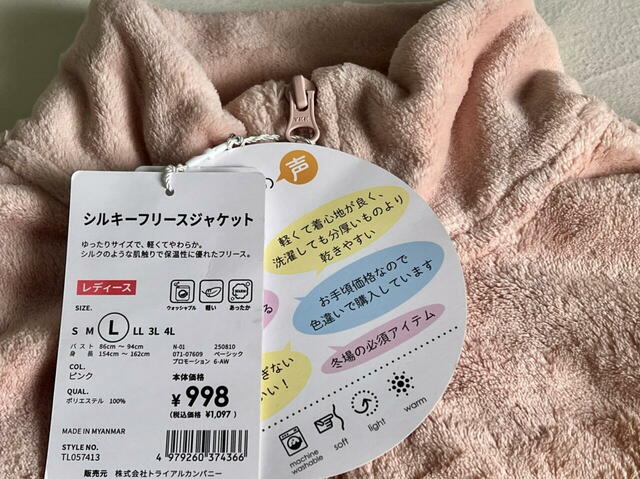 YKK
声
シルキーフリースジャケット
ゆったりサイズで、軽くてやわらか。
シルクのような肌触りで保温性に優れたフリース。
レディース
ウォッシャブル 軽い あったか
SIZE.
S M L LL 3L 4L
バスト 86cm ～ 94cm
身長 154cm ～ 162cm
N-01 250810
071-07609 ベーシック
プロモーション 6-AW
COL.
ピンク
本体価格
¥998
(税込価格 ¥1,097)
QUAL.
ポリエステル 100%
MADE IN MYANMAR
STYLE NO.
TL057413
4 979260 374366
販売元 株式会社トライアルカンパニー
軽くて着心地が良く、
洗濯しても分厚いものより
乾きやすい
お手頃価格なので
色違いで購入しています
冬場の必須アイテム
る
ぎない
い！
machine
washable
soft
light
warm